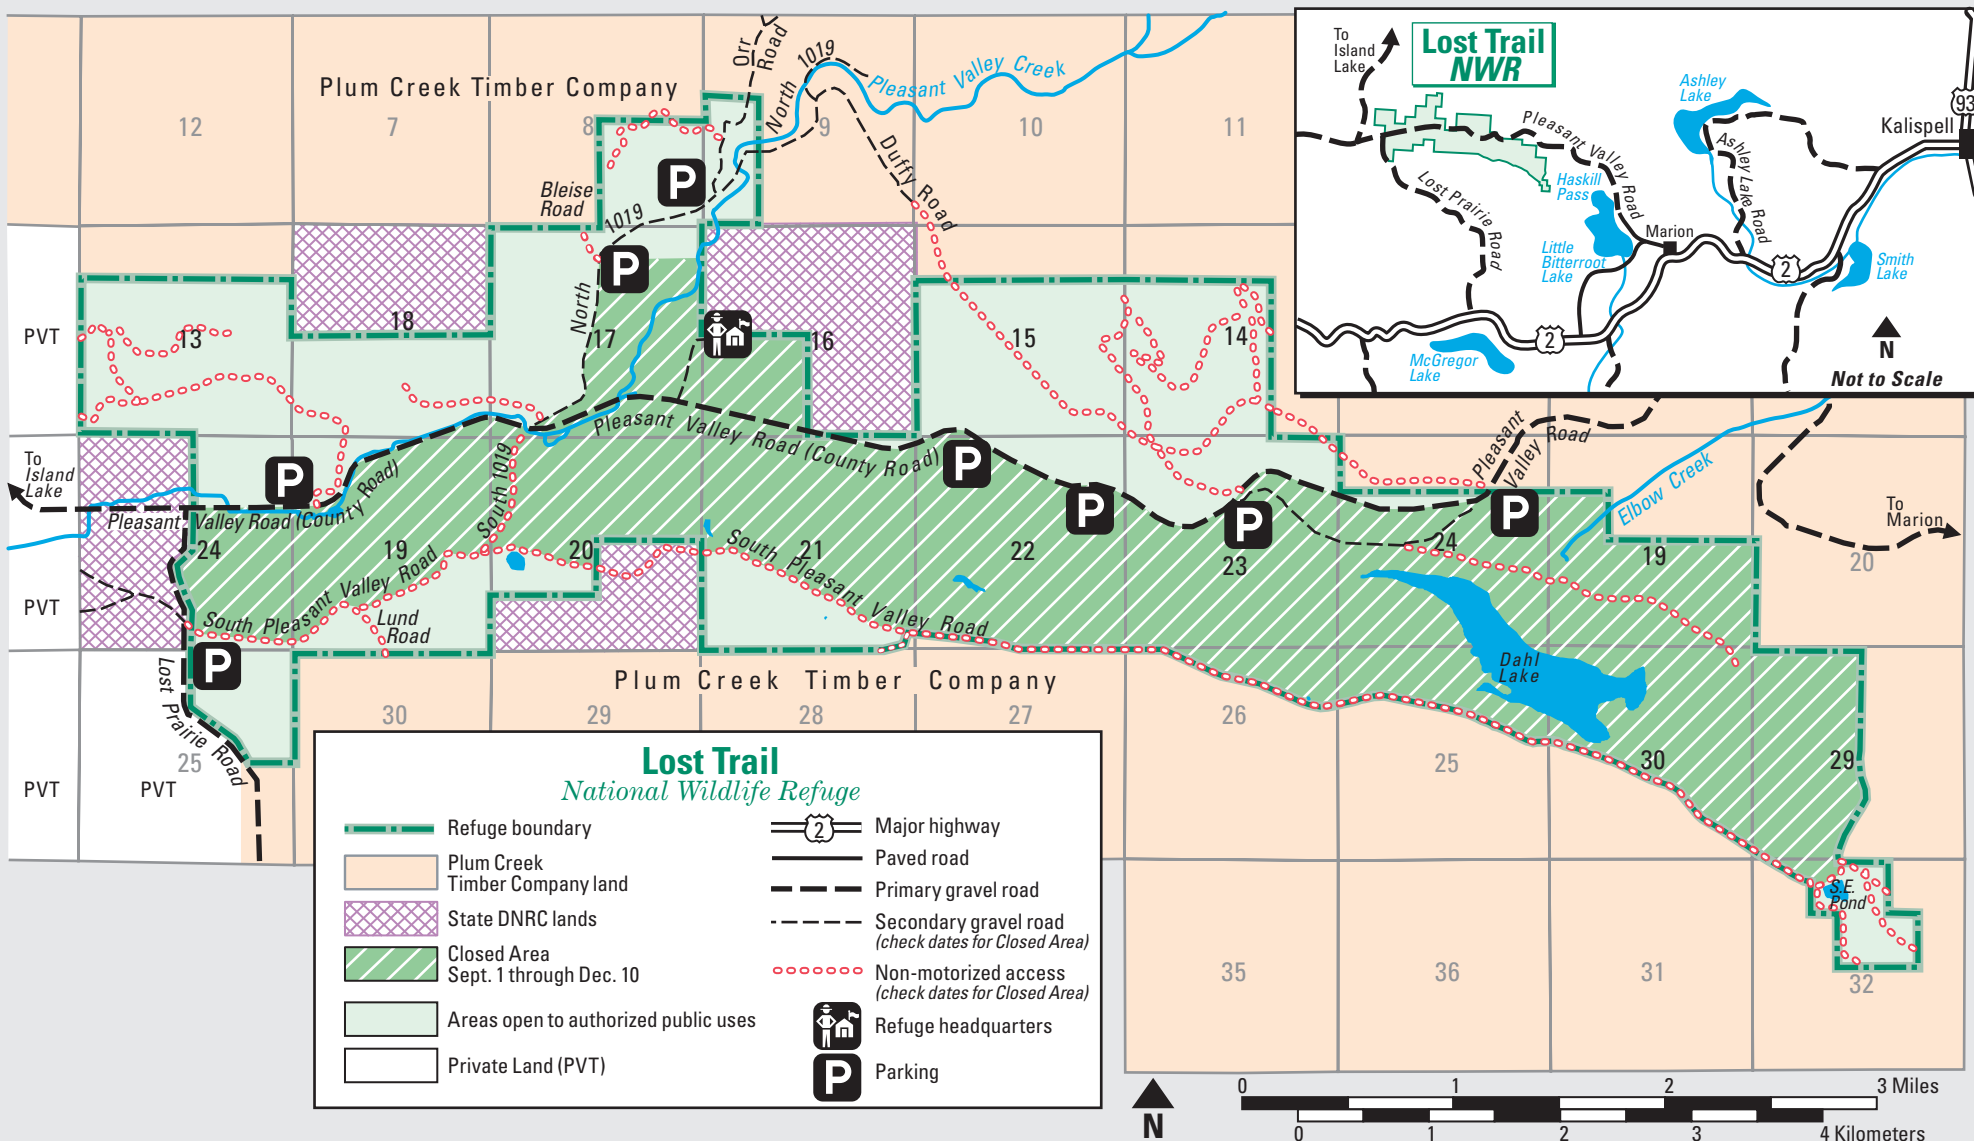 Plum Creek Timber Company
12
7
8
9
10
11
Orr
Road
North
1019
Pleasant Valley Creek
Duffy Road
Bleise
Road
1019
North
P
P
PVT
13
18
17
16
15
14
Pleasant Valley Road (County Road)
To
Island
Lake
Pleasant Valley Road (County Road)
P
South 1019
P
P
P
P
Pleasant
Valley Road
Elbow Creek
To
Marion
24
19
20
21
22
23
24
19
20
South Pleasant Valley Road
South Pleasant Valley Road
Lund
Road
PVT
P
Lost Prairie Road
Plum Creek Timber Company
Dahl
Lake
30
29
28
27
26
25
30
29
25
PVT
PVT
S.E.
Pond
35
36
31
32
Lost Trail
NWR
To
Island
Lake
Pleasant Valley Road
Lost Prairie Road
Haskill
Pass
Little
Bitterroot
Lake
Marion
Ashley
Lake
Ashley Lake Road
Kalispell
93
2
Smith
Lake
2
McGregor
Lake
N
Not to Scale
Lost Trail
National Wildlife Refuge
Refuge boundary
Plum Creek
Timber Company land
State DNRC lands
Closed Area
Sept. 1 through Dec. 10
Areas open to authorized public uses
Private Land (PVT)
2
Major highway
Paved road
Primary gravel road
Secondary gravel road
(check dates for Closed Area)
Non-motorized access
(check dates for Closed Area)
Refuge headquarters
P
Parking
N
0 1 2 3 Miles
0 1 2 3 4 Kilometers